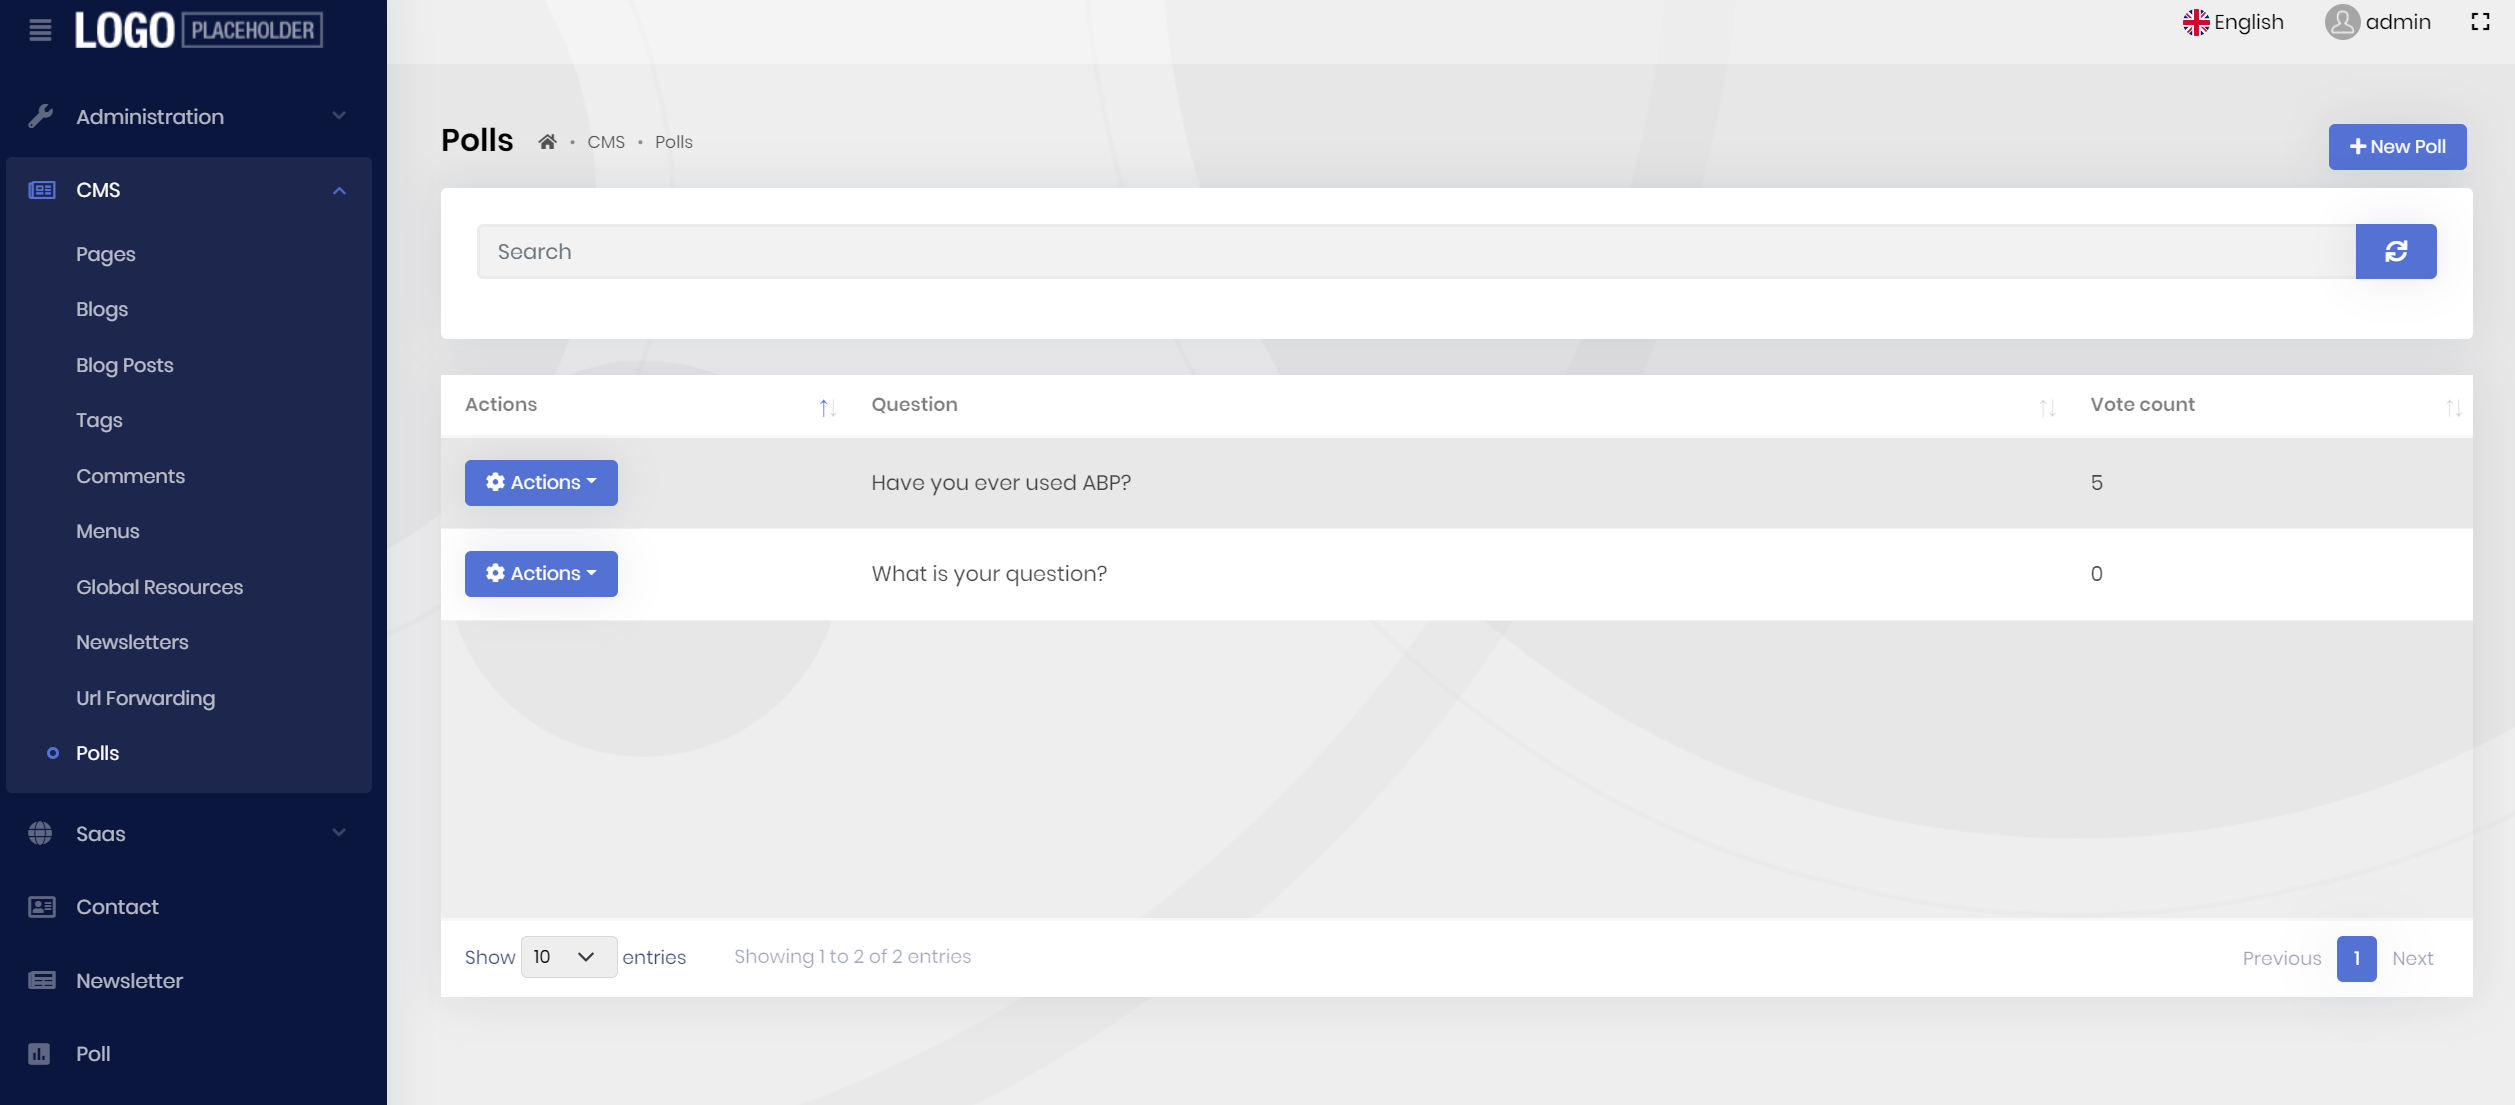 LOGO PLACEHOLDER
English
admin
Administration
CMS
Pages
Blogs
Blog Posts
Tags
Comments
Menus
Global Resources
Newsletters
Url Forwarding
Polls
Saas
Contact
Newsletter
Poll
Polls • CMS • Polls
New Poll
Search
Actions Question Vote count
Actions Have you ever used ABP? 5
Actions What is your question? 0
Show 10 entries Showing 1 to 2 of 2 entries Previous 1 Next